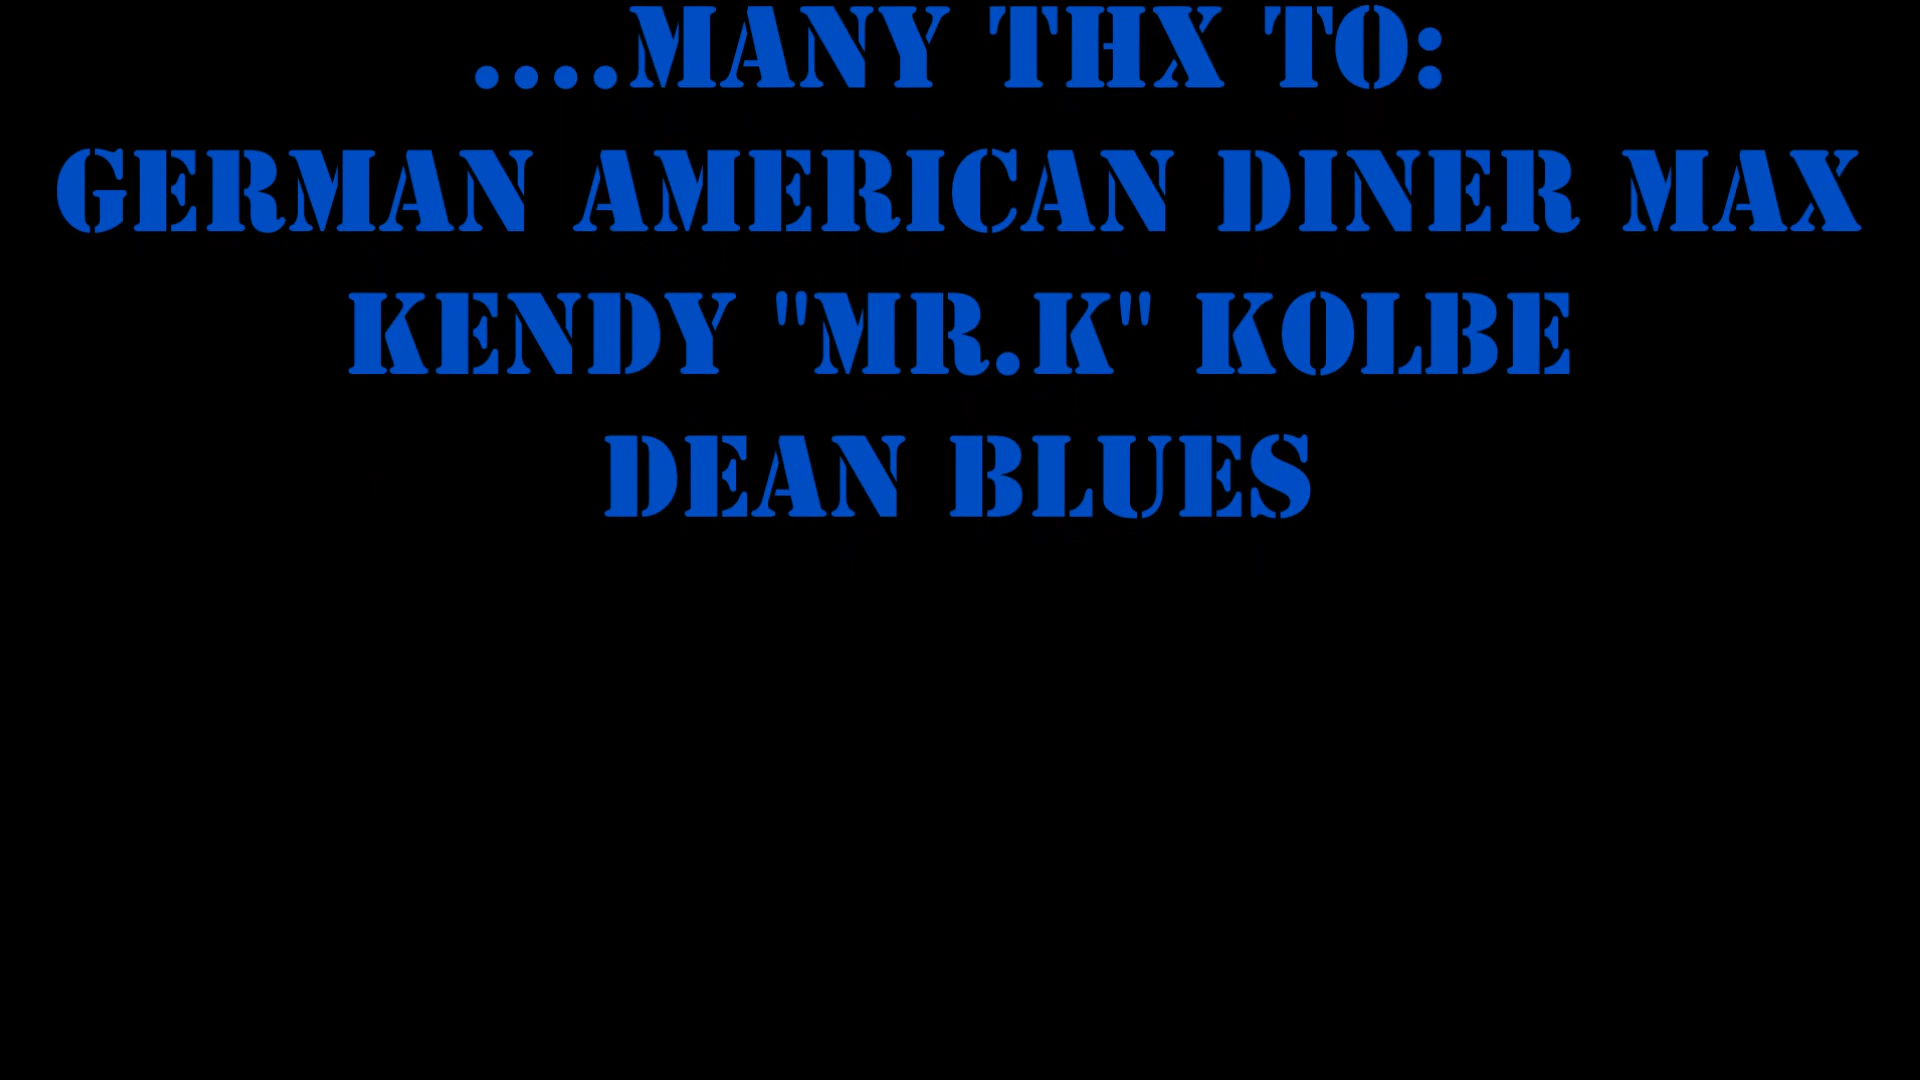 ....MANY THX TO:
GERMAN AMERICAN DINER MAX
KENDY "MR.K" KOLBE
DEAN BLUES